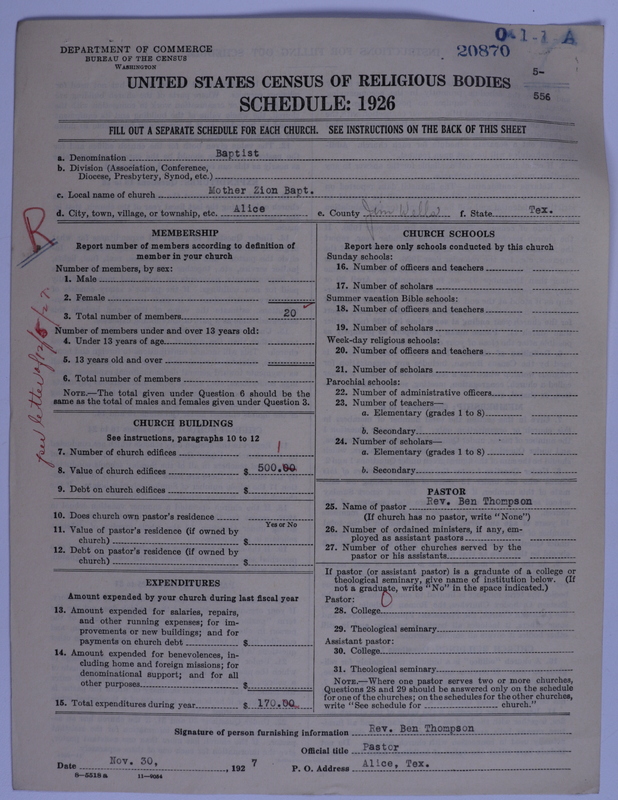 DEPARTMENT OF COMMERCE
BUREAU OF THE CENSUS
WASHINGTON
0-1-1 A
20870
5-
556
UNITED STATES CENSUS OF RELIGIOUS BODIES
SCHEDULE: 1926
FILL OUT A SEPARATE SCHEDULE FOR EACH CHURCH. SEE INSTRUCTIONS ON THE BACK OF THIS SHEET
a. Denomination Baptist
b. Division (Association, Conference,
Diocese, Presbytery, Synod, etc.)
c. Local name of church Mother Zion Bapt.
d. City, town, village, or township, etc. Alice e. County Jim Wells f. State Tex.
R
per letter of 12/5/27
MEMBERSHIP
Report number of members according to definition of
member in your church
Number of members, by sex:
1. Male
2. Female
3. Total number of members 20
Number of members under and over 13 years old:
4. Under 13 years of age
5. 13 years old and over
6. Total number of members
NOTE.—The total given under Question 6 should be the
same as the total of males and females given under Question 3.
CHURCH BUILDINGS
See instructions, paragraphs 10 to 12
7. Number of church edifices 1
8. Value of church edifices $ 500.00
9. Debt on church edifices $
10. Does church own pastor's residence
Yes or No
11. Value of pastor's residence (if owned by
church) $
12. Debt on pastor's residence (if owned by
church) $
EXPENDITURES
Amount expended by your church during last fiscal year
13. Amount expended for salaries, repairs,
and other running expenses; for im-
provements or new buildings; and for
payments on church debt $
14. Amount expended for benevolences, in-
cluding home and foreign missions; for
denominational support; and for all
other purposes $
15. Total expenditures during year $ 170.00
CHURCH SCHOOLS
Report here only schools conducted by this church
Sunday schools:
16. Number of officers and teachers
17. Number of scholars
Summer vacation Bible schools:
18. Number of officers and teachers
19. Number of scholars
Week-day religious schools:
20. Number of officers and teachers
21. Number of scholars
Parochial schools:
22. Number of administrative officers
23. Number of teachers—
a. Elementary (grades 1 to 8)
b. Secondary
24. Number of scholars—
a. Elementary (grades 1 to 8)
b. Secondary
PASTOR
25. Name of pastor Rev. Ben Thompson
(If church has no pastor, write "None")
26. Number of ordained ministers, if any, em-
ployed as assistant pastors
27. Number of other churches served by the
pastor or his assistants
If pastor (or assistant pastor) is a graduate of a college or
theological seminary, give name of institution below. (If
not a graduate, write "No" in the space indicated.)
Pastor:
28. College 0
29. Theological seminary
Assistant pastor:
30. College
31. Theological seminary
NOTE.—Where one pastor serves two or more churches,
Questions 28 and 29 should be answered only on the schedule
for one of the churches; on the schedules for the other churches,
write "See schedule for church."
Signature of person furnishing information Rev. Ben Thompson
Official title Pastor
Date Nov. 30, 1927 P. O. Address Alice, Tex.
8-5518a 11-9064